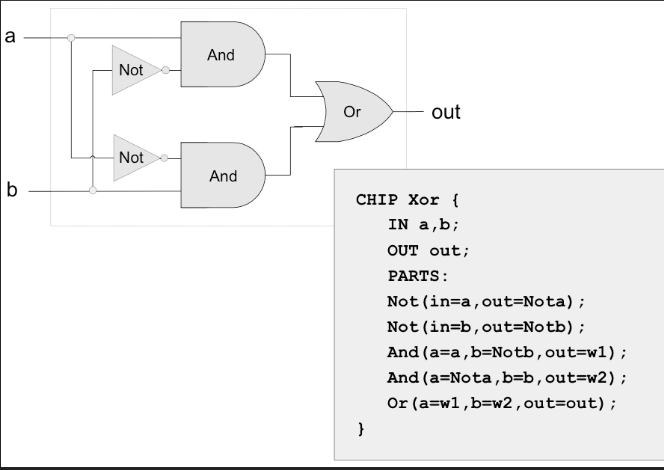 a
And
Not
Or
out
Not
And
b
CHIP Xor {
IN a,b;
OUT out;
PARTS:
Not(in=a,out=Nota);
Not(in=b,out=Notb);
And(a=a,b=Notb,out=w1);
And(a=Nota,b=b,out=w2);
Or(a=w1,b=w2,out=out);
}